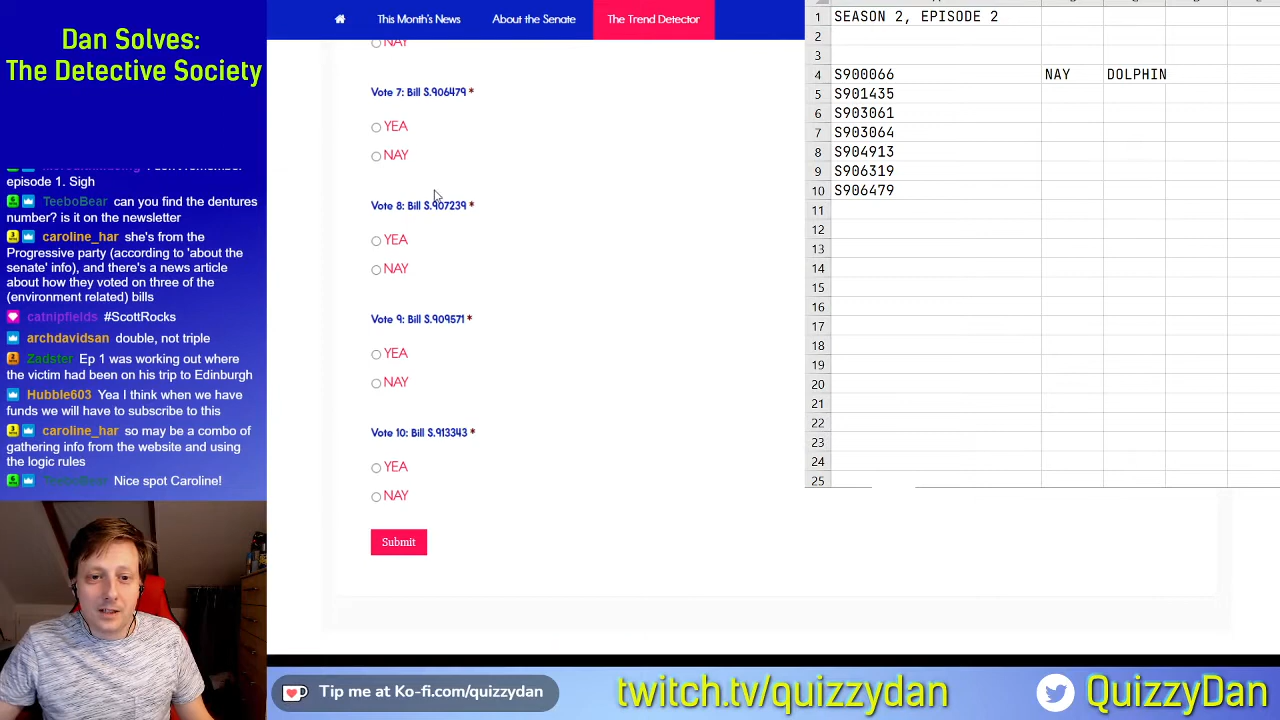 Dan Solves:
The Detective Society
episode 1. Sigh
TeeboBear can you find the dentures
number? is it on the newsletter
caroline_har she's from the
Progressive party (according to 'about the
senate' info), and there's a news article
about how they voted on three of the
(environment related) bills
catnipfields #ScottRocks
archdavidsan double, not triple
Zadster Ep 1 was working out where
the victim had been on his trip to Edinburgh
Hubble603 Yea I think when we have
funds we will have to subscribe to this
caroline_har so may be a combo of
gathering info from the website and using
the logic rules
TeeboBear Nice spot Caroline!
This Month's News About the Senate The Trend Detector
NAY
Vote 7: Bill S.906479 *
YEA
NAY
Vote 8: Bill S.907239 *
YEA
NAY
Vote 9: Bill S.909571 *
YEA
NAY
Vote 10: Bill S.913343 *
YEA
NAY
Submit
1 SEASON 2, EPISODE 2
2
3
4 S900066 NAY DOLPHIN
5 S901435
6 S903061
7 S903064
8 S904913
9 S906319
10 S906479
11
12
13
14
15
16
17
18
19
20
21
22
23
24
25
Tip me at Ko-fi.com/quizzydan
twitch.tv/quizzydan
QuizzyDan